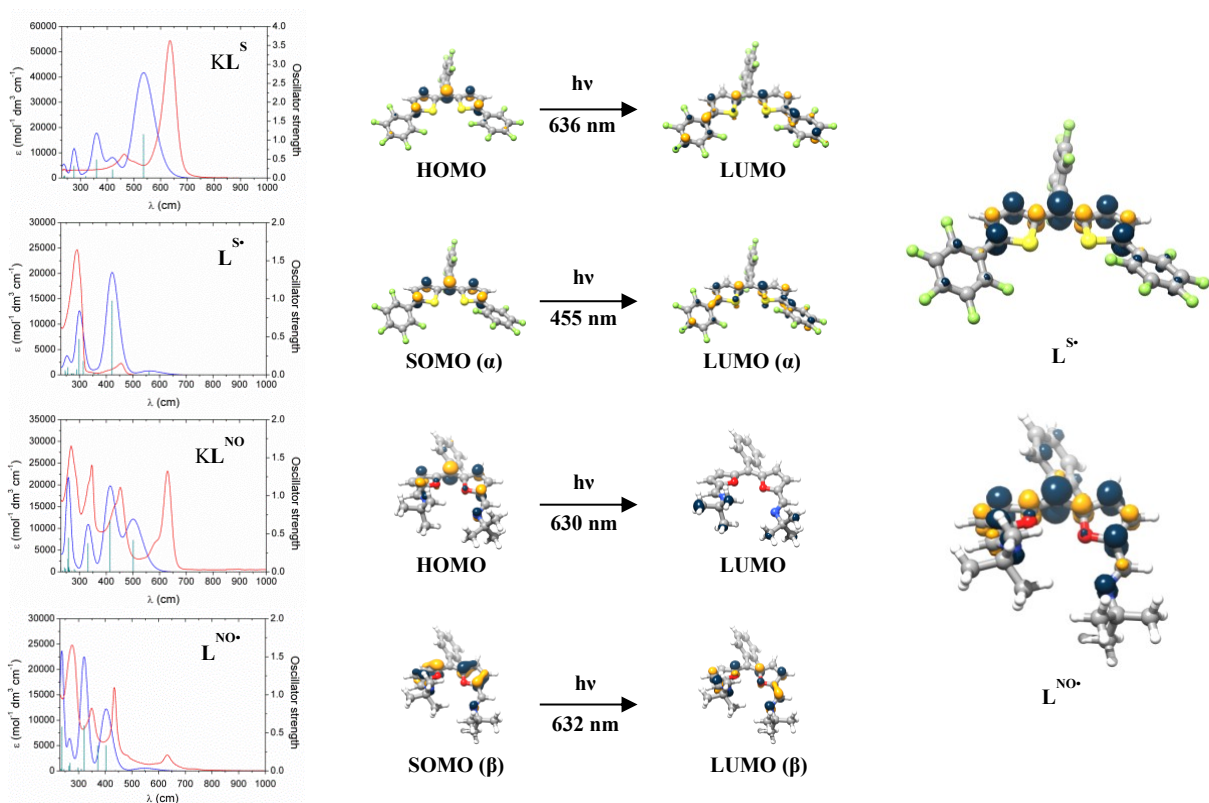 KL^S
ε (mol⁻¹ dm³ cm⁻¹)
60000
50000
40000
30000
20000
10000
0
4.0
3.5
3.0
2.5
2.0
1.5
1.0
0.5
0.0
Oscillator strength
300 400 500 600 700 800 900 1000
λ (cm)
HOMO
hν
636 nm
LUMO
L^S•
ε (mol⁻¹ dm³ cm⁻¹)
30000
25000
20000
15000
10000
5000
0
2.0
1.5
1.0
0.5
0.0
Oscillator strength
300 400 500 600 700 800 900 1000
λ (cm)
SOMO (α)
hν
455 nm
LUMO (α)
L^S•
KL^NO
ε (mol⁻¹ dm³ cm⁻¹)
35000
30000
25000
20000
15000
10000
5000
0
2.0
1.5
1.0
0.5
0.0
Oscillator strength
300 400 500 600 700 800 900 1000
λ (cm)
HOMO
hν
630 nm
LUMO
L^NO•
ε (mol⁻¹ dm³ cm⁻¹)
30000
25000
20000
15000
10000
5000
0
2.0
1.5
1.0
0.5
0.0
Oscillator strength
300 400 500 600 700 800 900 1000
λ (cm)
SOMO (β)
hν
632 nm
LUMO (β)
L^NO•